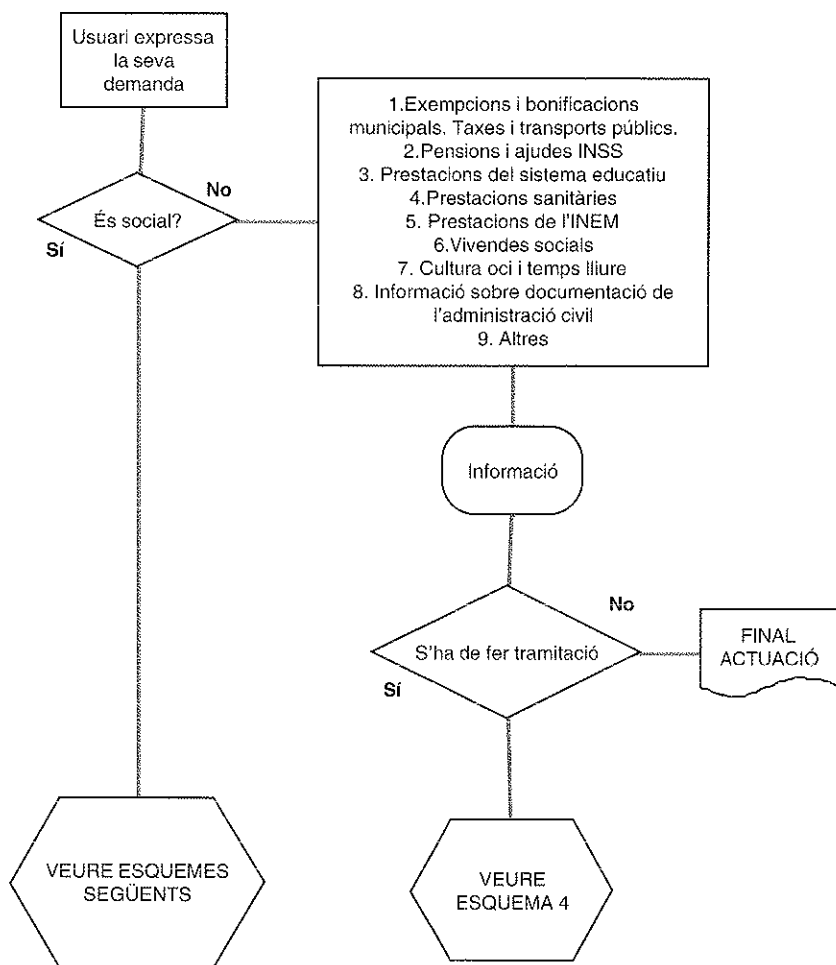 Usuari expressa
la seva
demanda
És social?
No
Sí
1.Exempcions i bonificacions
municipals. Taxes i transports públics.
2.Pensions i ajudes INSS
3. Prestacions del sistema educatiu
4.Prestacions sanitàries
5. Prestacions de l'INEM
6.Vivendes socials
7. Cultura oci i temps lliure
8. Informació sobre documentació de
l'administració civil
9. Altres
Informació
S'ha de fer tramitació
No
Sí
FINAL
ACTUACIÓ
VEURE ESQUEMES
SEGÜENTS
VEURE
ESQUEMA 4